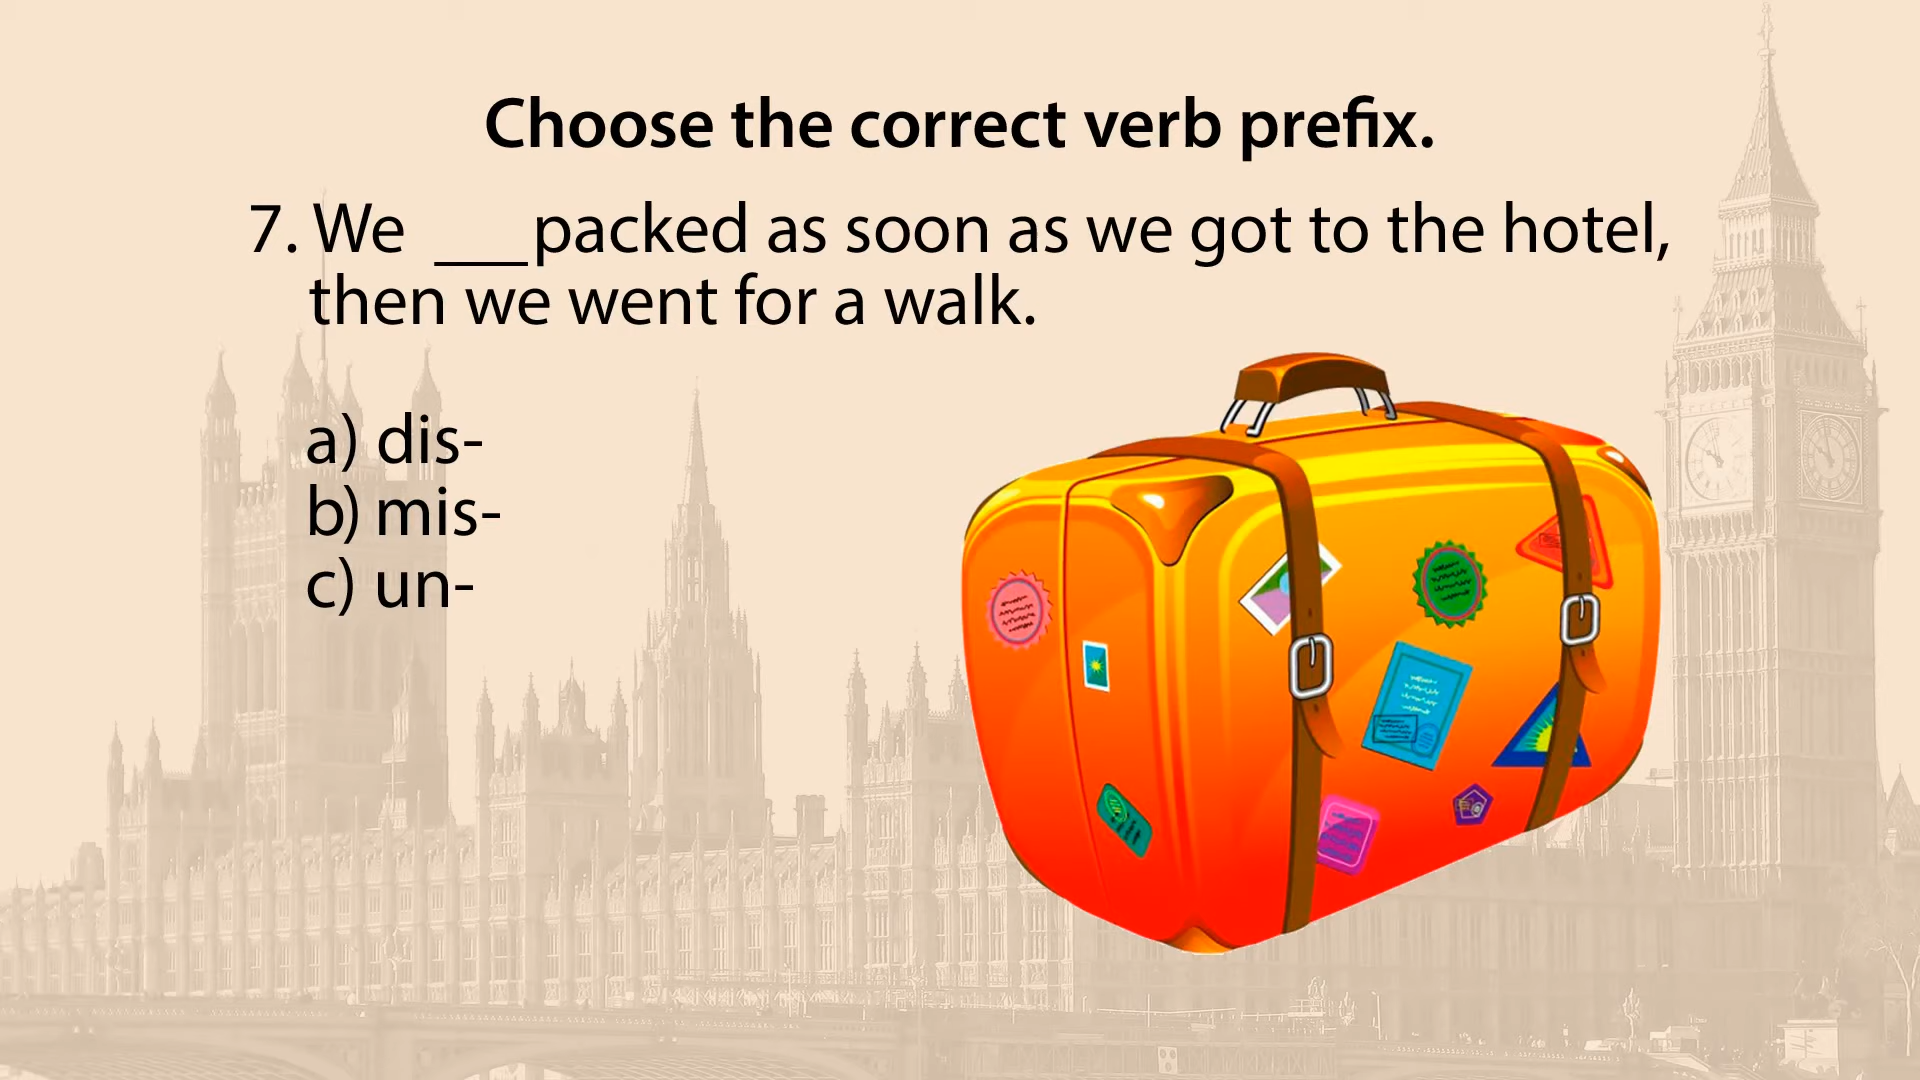 Choose the correct verb prefix.
7. We ___packed as soon as we got to the hotel,
then we went for a walk.
a) dis-
b) mis-
c) un-